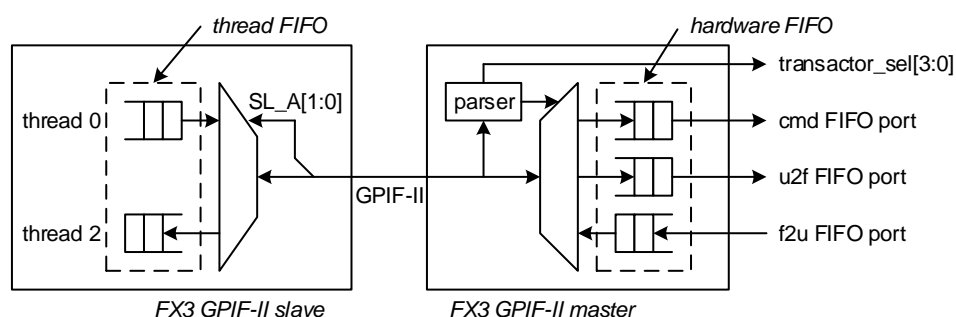 thread FIFO
hardware FIFO
thread 0
SL_A[1:0]
parser
transactor_sel[3:0]
cmd FIFO port
GPIF-II
u2f FIFO port
thread 2
f2u FIFO port
FX3 GPIF-II slave
FX3 GPIF-II master